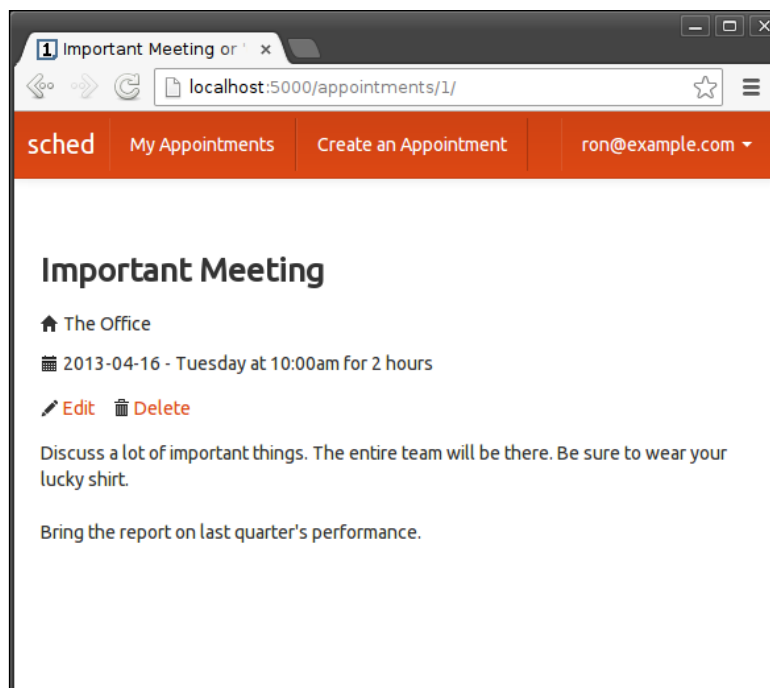 1 Important Meeting or '
localhost:5000/appointments/1/
sched My Appointments Create an Appointment ron@example.com
Important Meeting
The Office
2013-04-16 - Tuesday at 10:00am for 2 hours
Edit Delete
Discuss a lot of important things. The entire team will be there. Be sure to wear your
lucky shirt.
Bring the report on last quarter's performance.